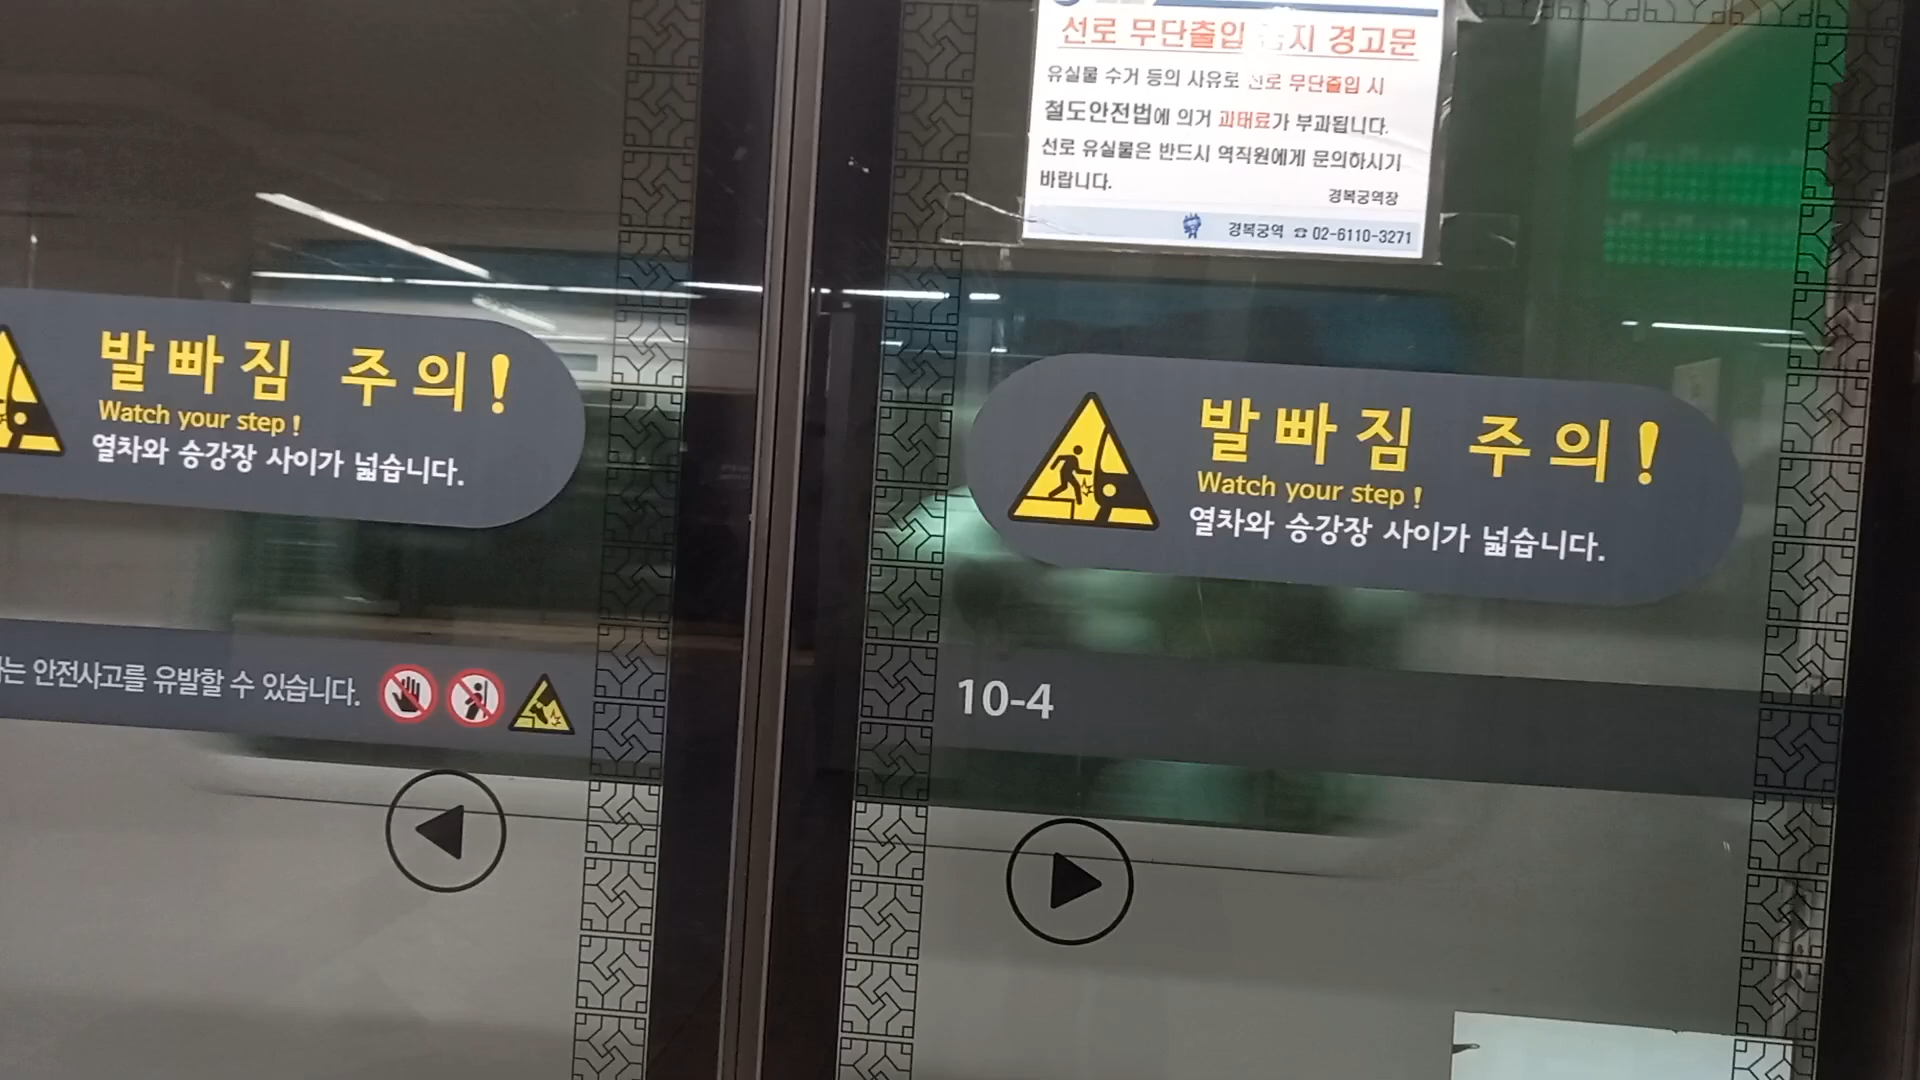 선로 무단출입 금지 경고문
유실물 수거 등의 사유로 선로 무단출입 시
철도안전법에 의거 과태료가 부과됩니다.
선로 유실물은 반드시 역직원에게 문의하시기
바랍니다.
경복궁역장
경복궁역 ☎ 02-6110-3271
발빠짐 주의!
Watch your step !
열차와 승강장 사이가 넓습니다.
발빠짐 주의!
Watch your step !
열차와 승강장 사이가 넓습니다.
는 안전사고를 유발할 수 있습니다.
10-4